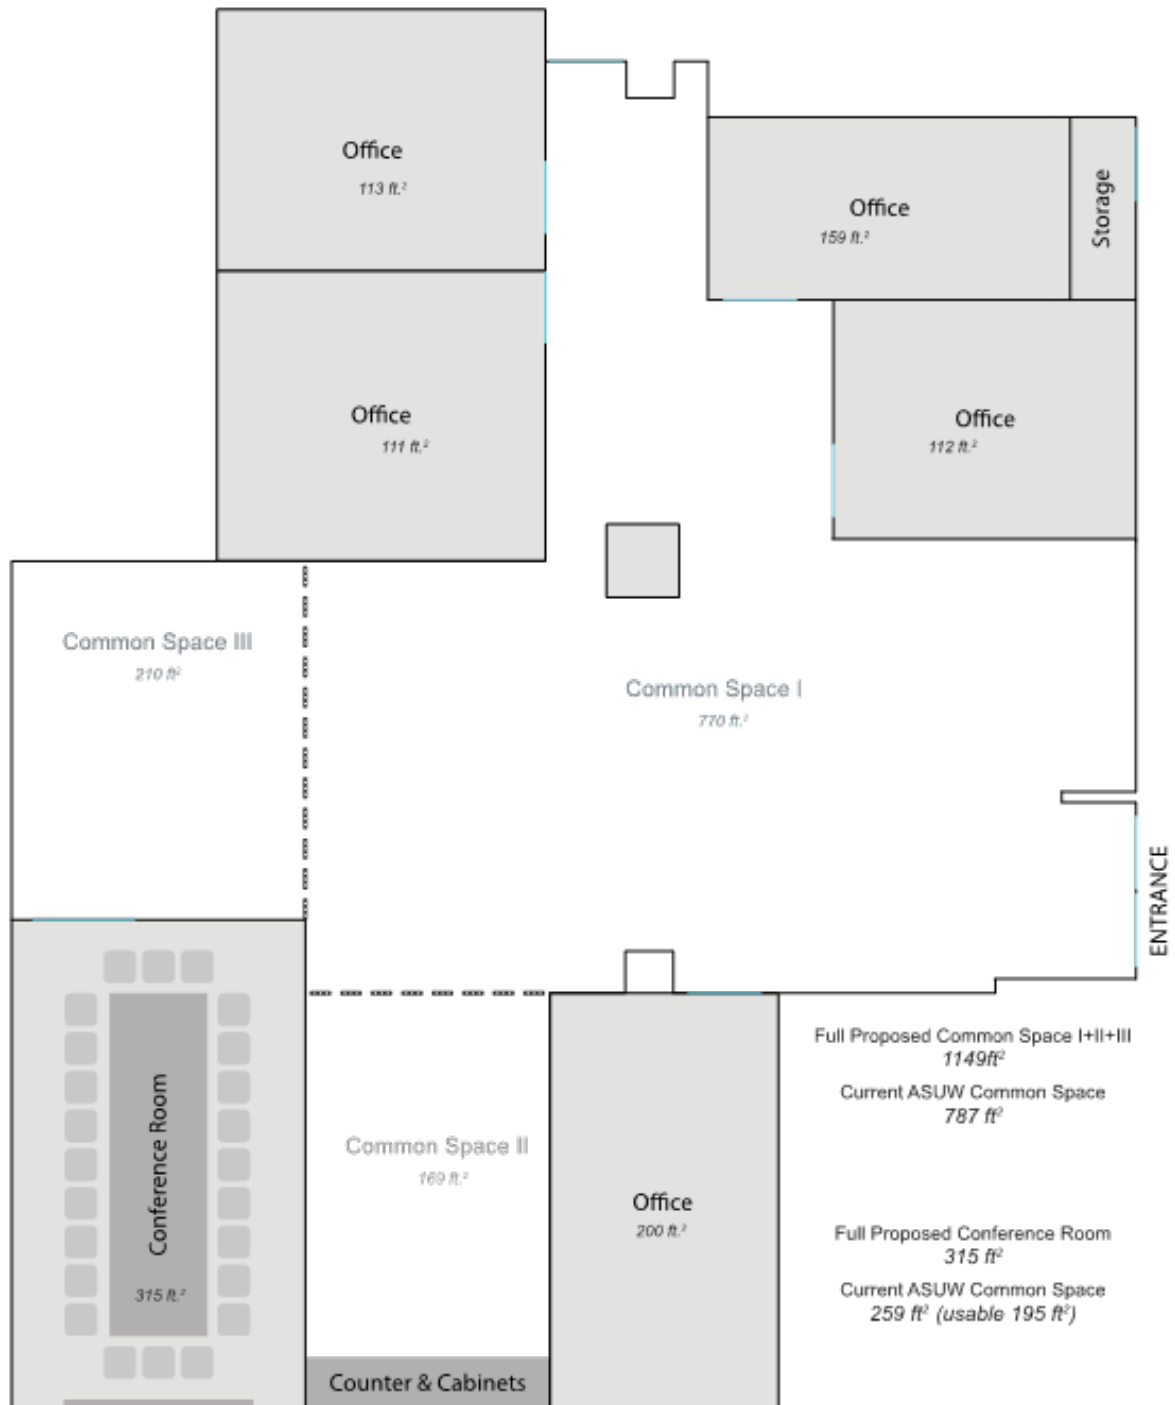 Office
113 ft.²
Office
159 ft.²
Storage
Office
111 ft.²
Office
112 ft.²
Common Space III
210 ft²
Common Space I
770 ft.²
ENTRANCE
Conference Room
315 ft.²
Common Space II
169 ft.²
Office
200 ft.²
Counter & Cabinets
Full Proposed Common Space I+II+III
1149ft²
Current ASUW Common Space
787 ft²
Full Proposed Conference Room
315 ft²
Current ASUW Common Space
259 ft² (usable 195 ft²)